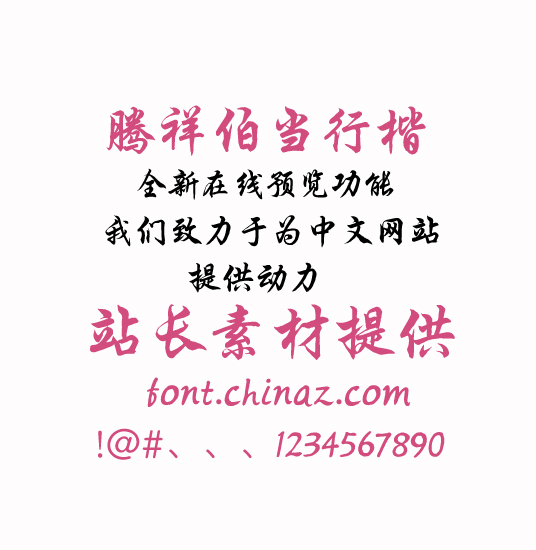 腾祥伯当行楷
全新在线预览功能
我们致力于为中文网站
提供动力
站长素材提供
font.chinaz.com
!@#、、、1234567890